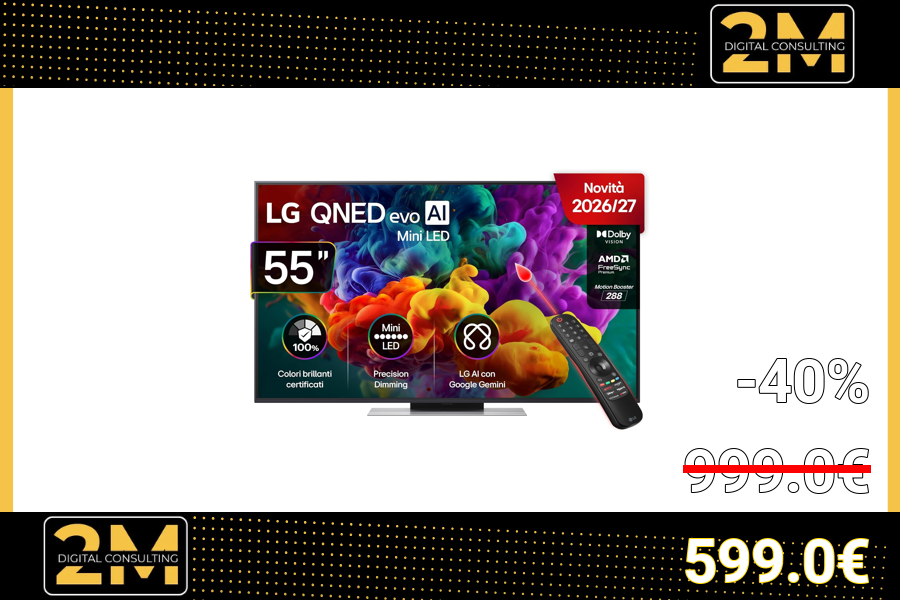 2M
DIGITAL CONSULTING
Novità
2026/27
LG QNED evo AI
Mini LED
Dolby
VISION
55"
AMD
FreeSync
Premium
Motion Booster
288
100%
Mini
LED
Colori brillanti
certificati
Precision
Dimming
LG AI con
Google Gemini
-40%
999.0€
2M
DIGITAL CONSULTING
599.0€